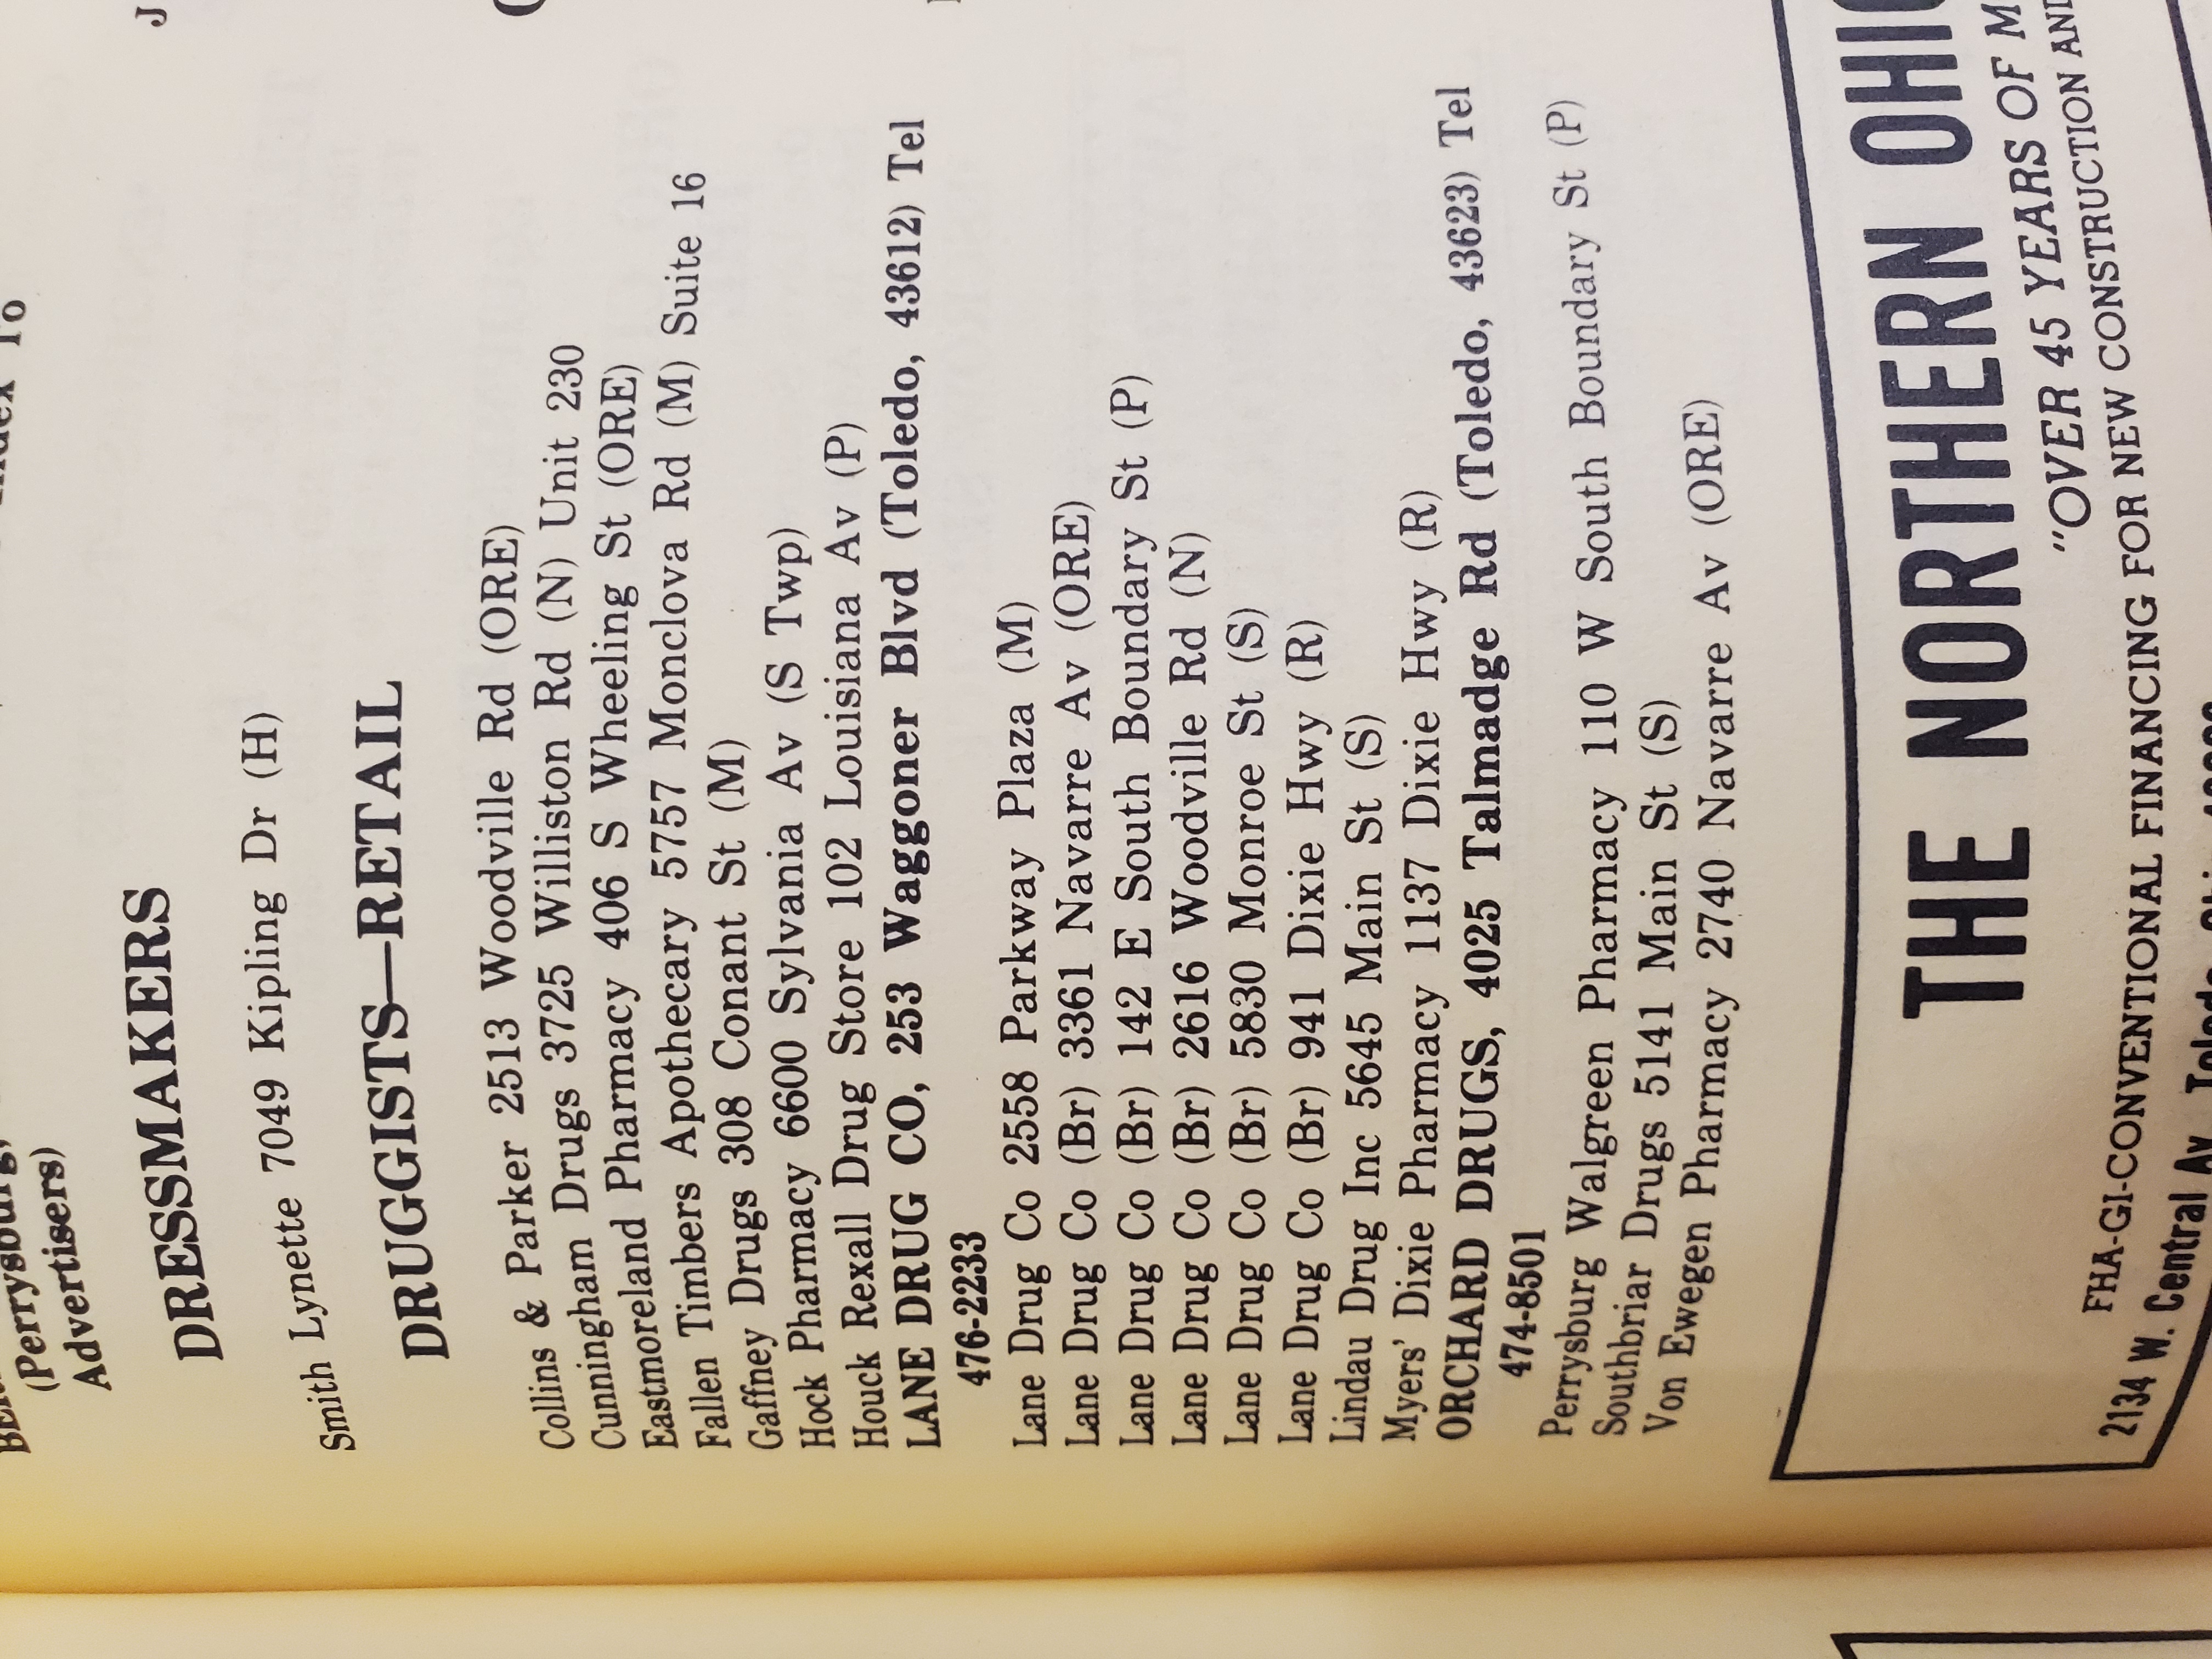 (Perrysburg,
(Advertisers)
DRESSMAKERS
Smith Lynette 7049 Kipling Dr (H)
DRUGGISTS—RETAIL
Collins & Parker 2513 Woodville Rd (ORE)
Cunningham Drugs 3725 Williston Rd (N) Unit 230
Eastmoreland Pharmacy 406 S Wheeling St (ORE)
Fallen Timbers Apothecary 5757 Monclova Rd (M) Suite 16
Gaffney Drugs 308 Conant St (M)
Hock Pharmacy 6600 Sylvania Av (S Twp)
Houck Rexall Drug Store 102 Louisiana Av (P)
LANE DRUG CO, 253 Waggoner Blvd (Toledo, 43612) Tel
476-2233
Lane Drug Co 2558 Parkway Plaza (M)
Lane Drug Co (Br) 3361 Navarre Av (ORE)
Lane Drug Co (Br) 142 E South Boundary St (P)
Lane Drug Co (Br) 2616 Woodville Rd (N)
Lane Drug Co (Br) 5830 Monroe St (S)
Lane Drug Co (Br) 941 Dixie Hwy (R)
Lindau Drug Inc 5645 Main St (S)
Myers' Dixie Pharmacy 1137 Dixie Hwy (R)
ORCHARD DRUGS, 4025 Talmadge Rd (Toledo, 43623) Tel
474-8501
Perrysburg Walgreen Pharmacy 110 W South Boundary St (P)
Southbriar Drugs 5141 Main St (S)
Von Ewegen Pharmacy 2740 Navarre Av (ORE)
THE NORTHERN OHIO
"OVER 45 YEARS OF
FHA-GI-CONVENTIONAL FINANCING FOR NEW CONSTRUCTION AND
2134 W. Central Av. Toledo,